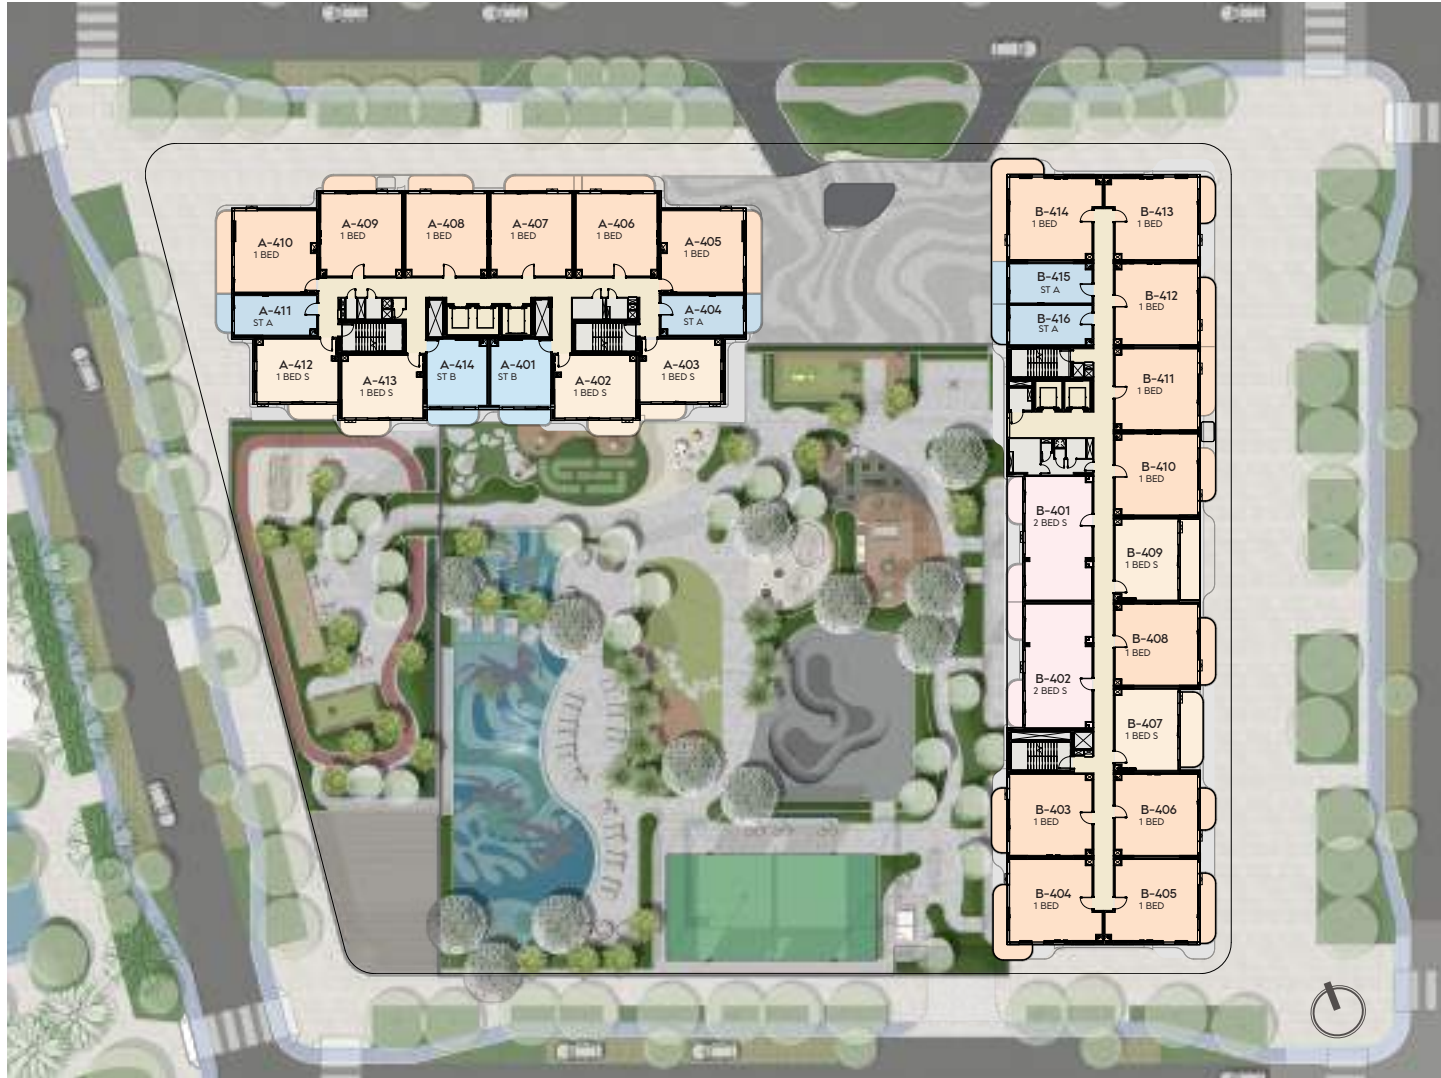 A-410
1 BED
A-409
1 BED
A-408
1 BED
A-407
1 BED
A-406
1 BED
A-405
1 BED
A-411
ST A
A-404
ST A
A-412
1 BED S
A-413
1 BED S
A-414
ST B
A-401
ST B
A-402
1 BED S
A-403
1 BED S
B-414
1 BED
B-413
1 BED
B-415
ST A
B-416
ST A
B-412
1 BED
B-411
1 BED
B-410
1 BED
B-401
2 BED S
B-409
1 BED S
B-408
1 BED
B-402
2 BED S
B-407
1 BED S
B-403
1 BED
B-406
1 BED
B-404
1 BED
B-405
1 BED